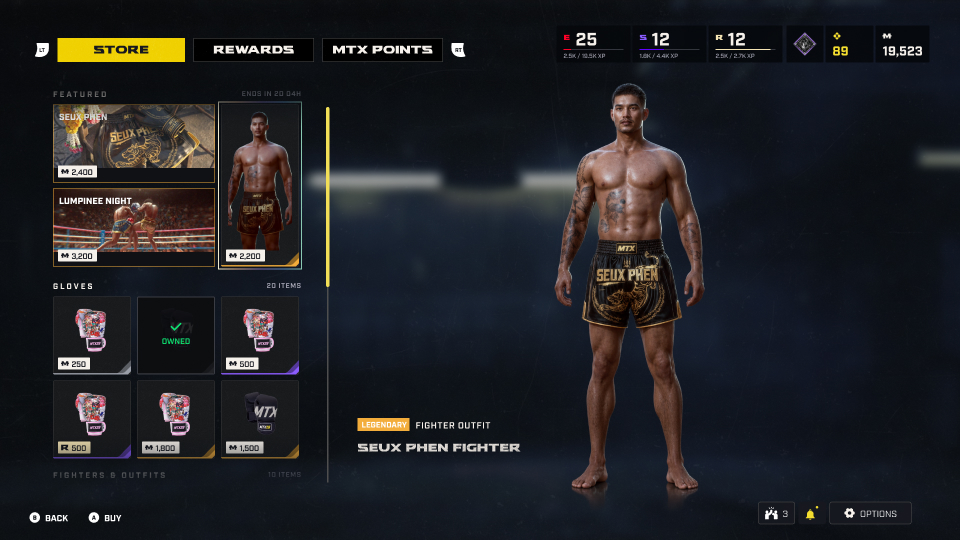 LT
STORE
REWARDS
MTX POINTS
RT
E 25
2.5K / 19.5K XP
S 12
1.8K / 4.4K XP
R 12
2.5K / 2.7K XP
89
19,523
FEATURED
ENDS IN 2D 04H
SEUX PHEN
SEUX PHEN
2,400
LUMPINEE NIGHT
3,200
MTX
SEUX PHEN
2,200
GLOVES
20 ITEMS
250
MTX
OWNED
500
R 500
1,800
MTX
1,500
FIGHTERS & OUTFITS
10 ITEMS
MTX
SEUX PHEN
LEGENDARY
FIGHTER OUTFIT
SEUX PHEN FIGHTER
B BACK
A BUY
3
OPTIONS